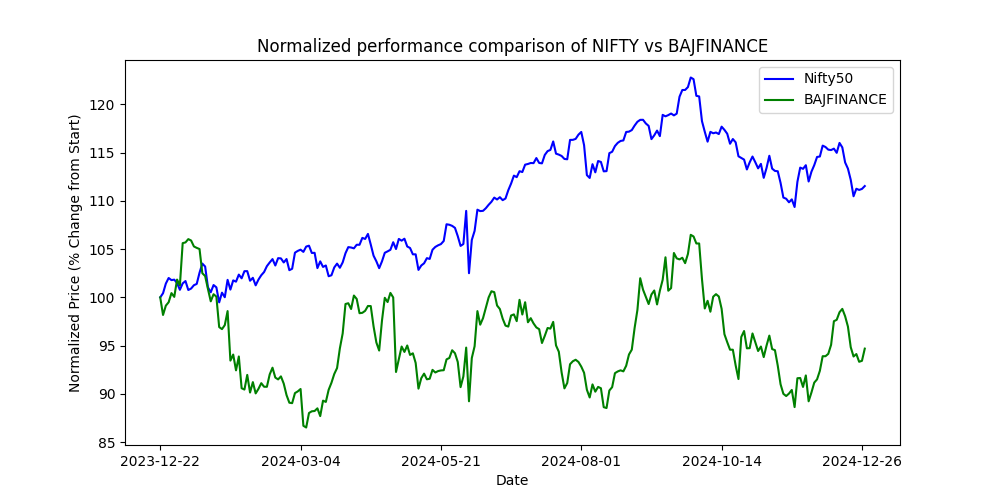 Normalized performance comparison of NIFTY vs BAJFINANCE
Nifty50
BAJFINANCE
Normalized Price (% Change from Start)
120
115
110
105
100
95
90
85
2023-12-22
2024-03-04
2024-05-21
2024-08-01
2024-10-14
2024-12-26
Date